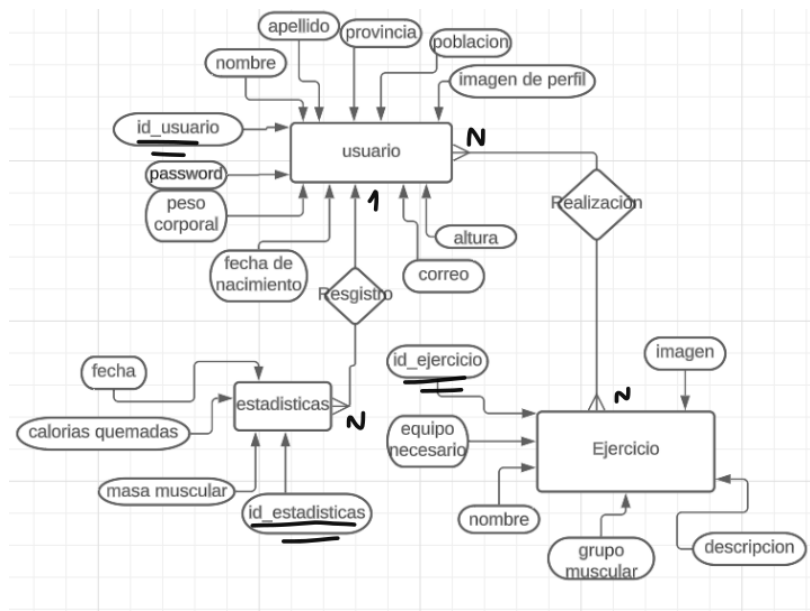 apellido
provincia
poblacion
nombre
imagen de perfil
id_usuario
N
usuario
password
Realización
peso
corporal
1
altura
fecha de
nacimiento
correo
Resgistro
imagen
id_ejercicio
fecha
N
estadisticas
N
calorias quemadas
equipo
necesario
Ejercicio
masa muscular
id_estadisticas
nombre
grupo
muscular
descripcion